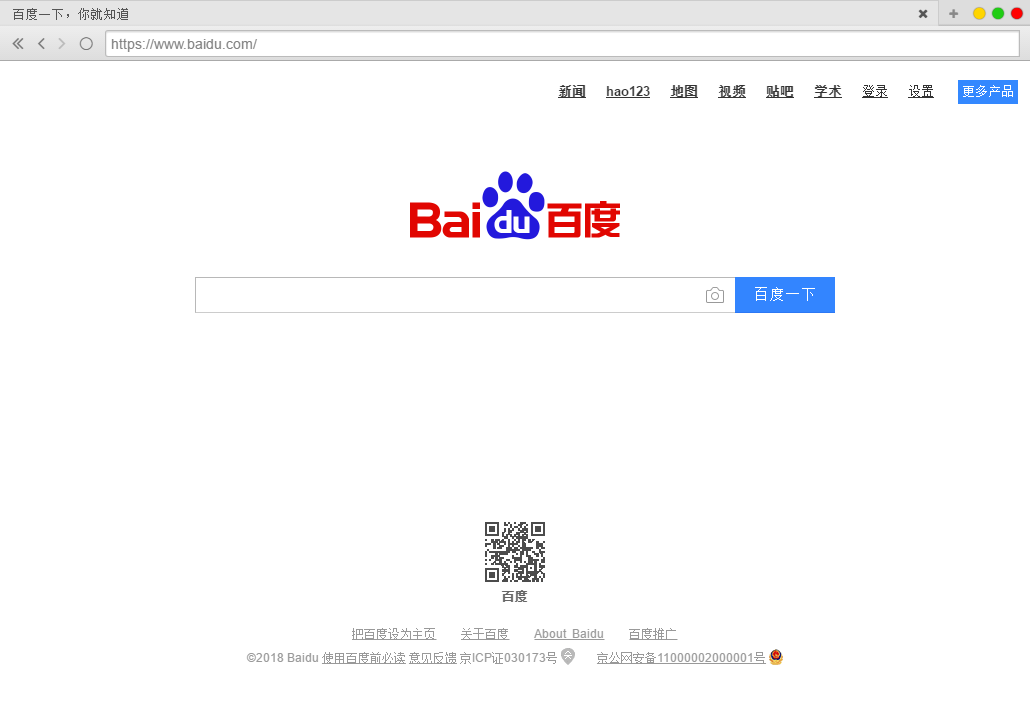 百度一下，你就知道
https://www.baidu.com/
新闻 hao123 地图 视频 贴吧 学术 登录 设置 更多产品
Bai du 百度
百度一下
百度
把百度设为主页 关于百度 About Baidu 百度推广
©2018 Baidu 使用百度前必读 意见反馈 京ICP证030173号 京公网安备11000002000001号